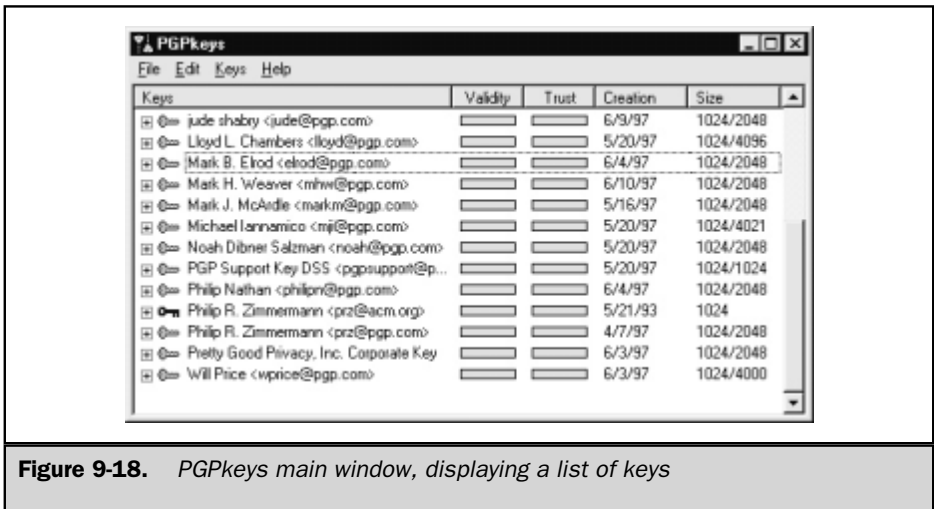 PGPkeys
File Edit Keys Help
Keys Validity Trust Creation Size
jude shabry <jude@pgp.com> 6/9/97 1024/2048
Lloyd L. Chambers <lloyd@pgp.com> 5/20/97 1024/4096
Mark B. Elrod <elrod@pgp.com> 6/4/97 1024/2048
Mark H. Weaver <mhw@pgp.com> 6/10/97 1024/2048
Mark J. McArdle <markm@pgp.com> 5/16/97 1024/2048
Michael Iannamico <mji@pgp.com> 5/20/97 1024/4021
Noah Dibner Salzman <noah@pgp.com> 5/20/97 1024/2048
PGP Support Key DSS <pgpsupport@p... 5/20/97 1024/1024
Philip Nathan <philipn@pgp.com> 6/4/97 1024/2048
Philip R. Zimmermann <prz@acm.org> 5/21/93 1024
Philip R. Zimmermann <prz@pgp.com> 4/7/97 1024/2048
Pretty Good Privacy, Inc. Corporate Key 6/3/97 1024/2048
Will Price <wprice@pgp.com> 6/3/97 1024/4000
Figure 9-18. PGPkeys main window, displaying a list of keys